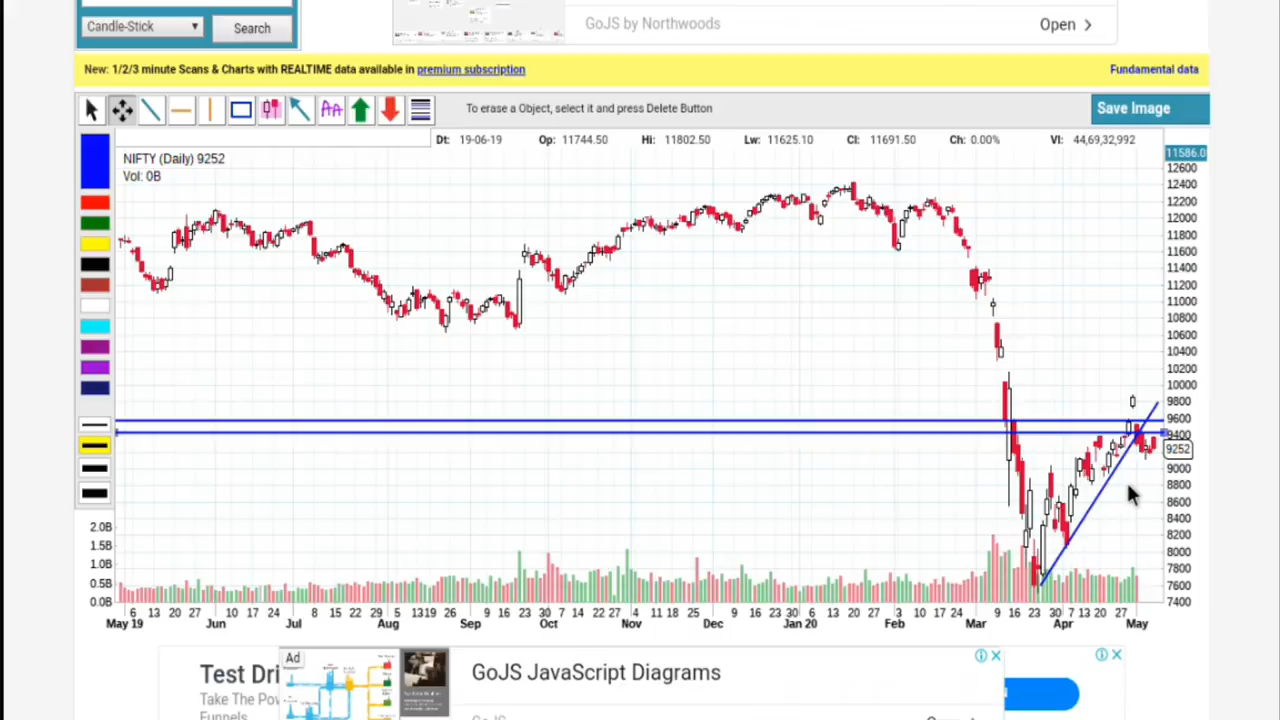 Candle-Stick ▼
Search
GoJS by Northwoods
Open >
New: 1/2/3 minute Scans & Charts with REALTIME data available in premium subscription
Fundamental data
AA
To erase a Object, select it and press Delete Button
Save Image
Dt: 19-06-19 Op: 11744.50 Hi: 11802.50 Lw: 11625.10 Cl: 11691.50 Ch: 0.00% Vl: 44,69,32,992
NIFTY (Daily) 9252
Vol: 0B
11586.0
12600
12400
12200
12000
11800
11600
11400
11200
11000
10800
10600
10400
10200
10000
9800
9600
9400
9252
9000
8800
8600
8400
8200
8000
7800
7600
7400
2.0B
1.5B
1.0B
0.5B
0.0B
6 13 20 27 10 17 24 8 15 22 29 5 13 19 26 9 16 23 30 7 14 22 27 4 11 18 25 9 16 23 30 6 13 20 27 3 10 17 24 9 16 23 30 7 13 20 27
May 19 Jun Jul Aug Sep Oct Nov Dec Jan 20 Feb Mar Apr May
Ad
Test Dri
Take The Po
Funnels
GoJS JavaScript Diagrams